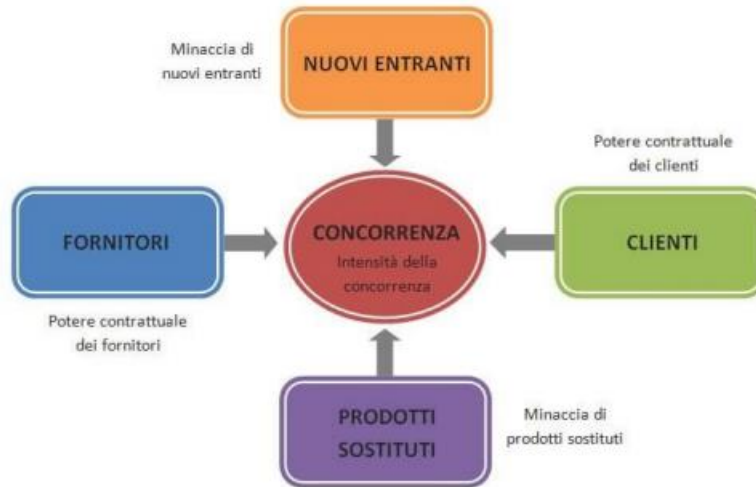 Minaccia di
nuovi entranti
NUOVI ENTRANTI
Potere contrattuale
dei clienti
FORNITORI
CONCORRENZA
Intensità della
concorrenza
CLIENTI
Potere contrattuale
dei fornitori
PRODOTTI
SOSTITUTI
Minaccia di
prodotti sostituti